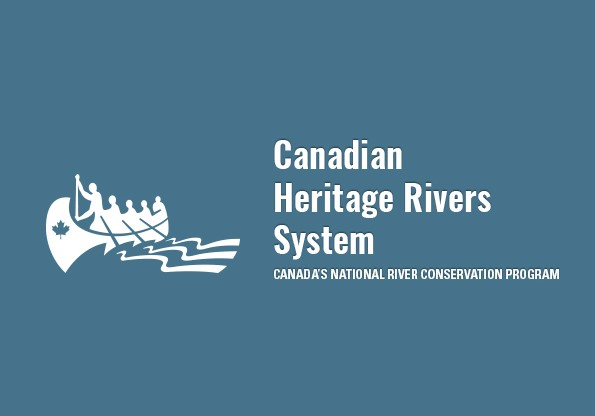 Canadian
Heritage Rivers
System
CANADA'S NATIONAL RIVER CONSERVATION PROGRAM